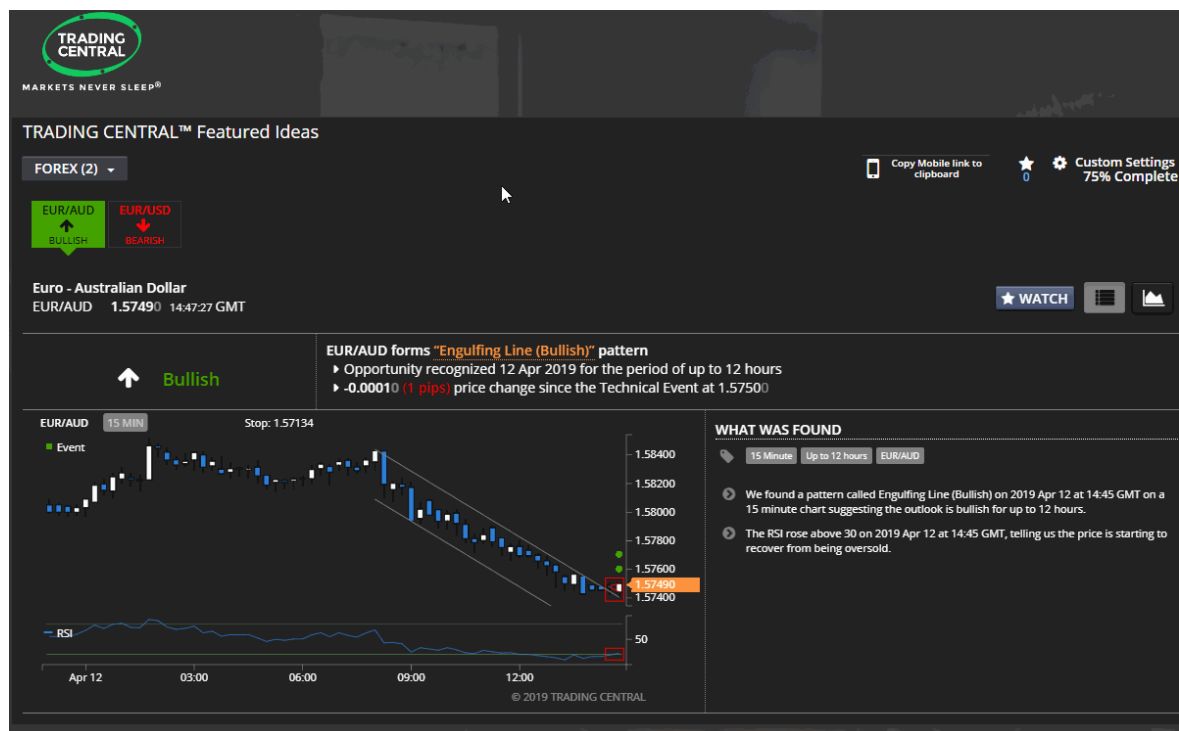 TRADING
CENTRAL
MARKETS NEVER SLEEP®
TRADING CENTRAL™ Featured Ideas
FOREX (2)
Copy Mobile link to
clipboard
0
Custom Settings
75% Complete
EUR/AUD
BULLISH
EUR/USD
BEARISH
Euro - Australian Dollar
EUR/AUD 1.57490 14:47:27 GMT
WATCH
Bullish
EUR/AUD forms "Engulfing Line (Bullish)" pattern
Opportunity recognized 12 Apr 2019 for the period of up to 12 hours
-0.00010 (1 pips) price change since the Technical Event at 1.57500
EUR/AUD 15 MIN Stop: 1.57134
Event
1.58400
1.58200
1.58000
1.57800
1.57600
1.57490
1.57400
RSI
50
Apr 12 03:00 06:00 09:00 12:00
© 2019 TRADING CENTRAL
WHAT WAS FOUND
15 Minute Up to 12 hours EUR/AUD
We found a pattern called Engulfing Line (Bullish) on 2019 Apr 12 at 14:45 GMT on a
15 minute chart suggesting the outlook is bullish for up to 12 hours.
The RSI rose above 30 on 2019 Apr 12 at 14:45 GMT, telling us the price is starting to
recover from being oversold.